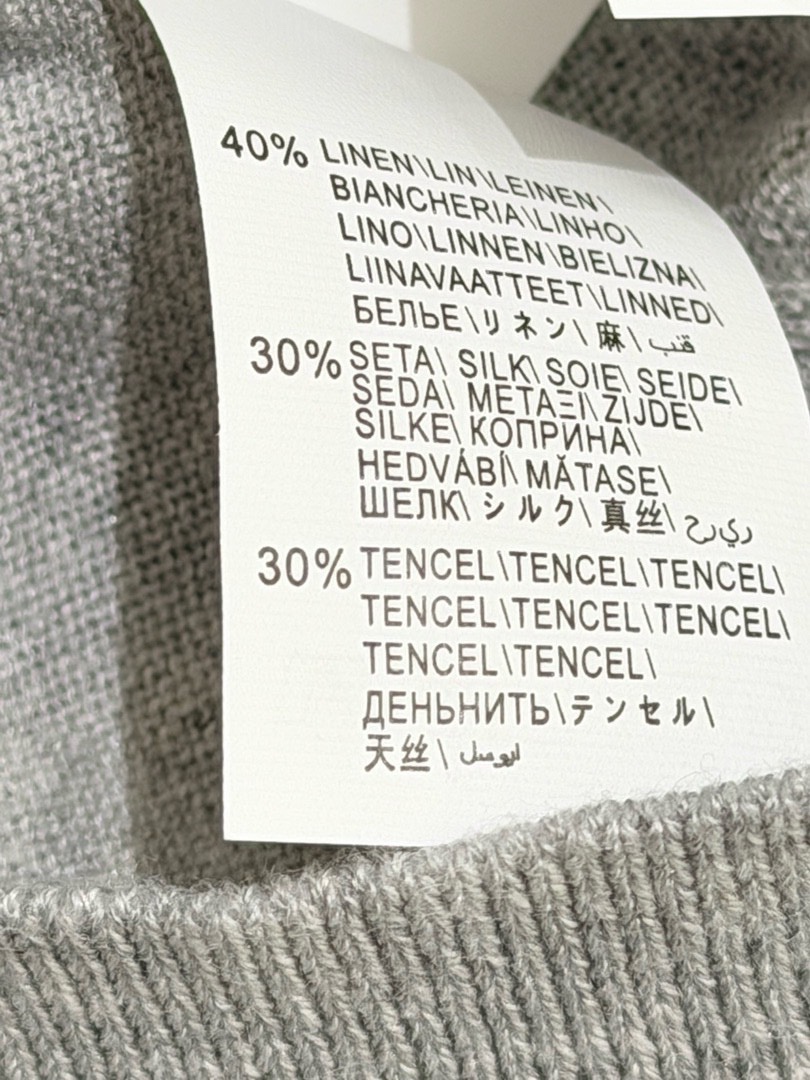 40% LINEN\LIN\LEINEN\
BIANCHERIA\LINHO\
LINO\LINNEN\BIELIZNA\
LIINAVAATTEET\LINNED\
БЕЛЬЕ\リネン\麻\قنب
30% SETA\ SILK\ SOIE\ SEIDE\
SEDA\ ΜΕΤΑΞΙ\ ZIJDE\
SILKE\ КОПРИНА\
HEDVÁBÍ\ MĂTASE\
ШЕЛК\ シルク\ 真丝\
30% TENCEL\TENCEL\TENCEL\
TENCEL\TENCEL\TENCEL\
TENCEL\TENCEL\
ДЕНЬНИТЬ\テンセル\
天丝\